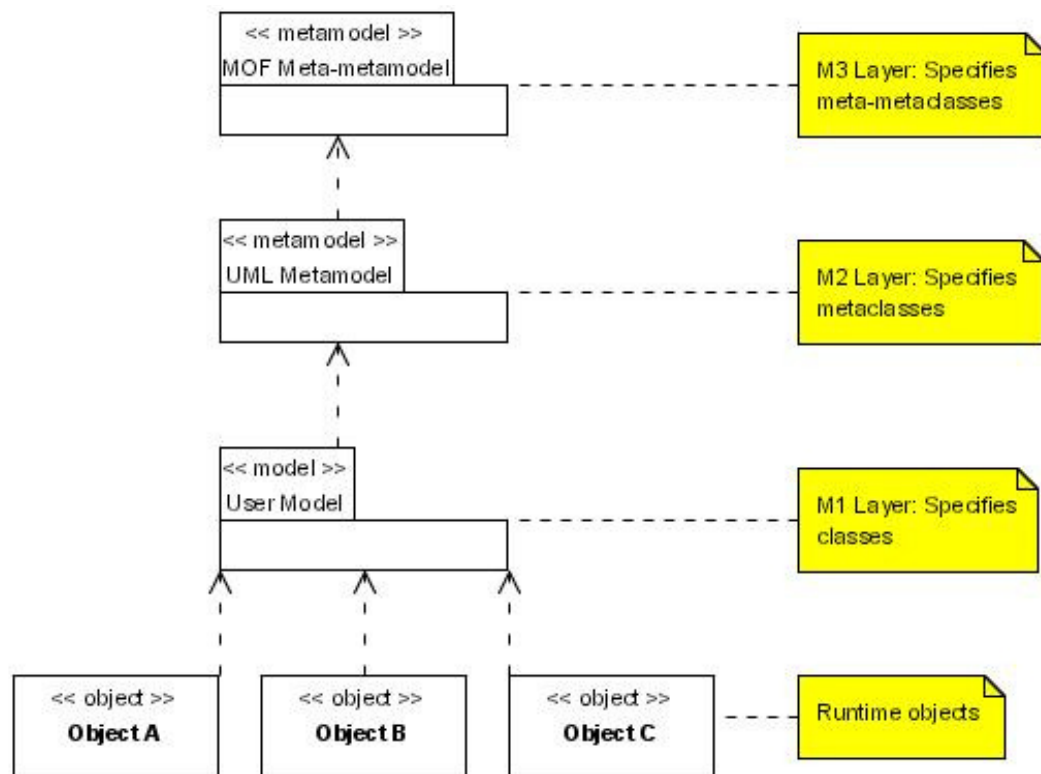 << metamodel >>
MOF Meta-metamodel
M3 Layer: Specifies
meta-metaclasses
<< metamodel >>
UML Metamodel
M2 Layer: Specifies
metaclasses
<< model >>
User Model
M1 Layer: Specifies
classes
<< object >>
Object A
<< object >>
Object B
<< object >>
Object C
Runtime objects